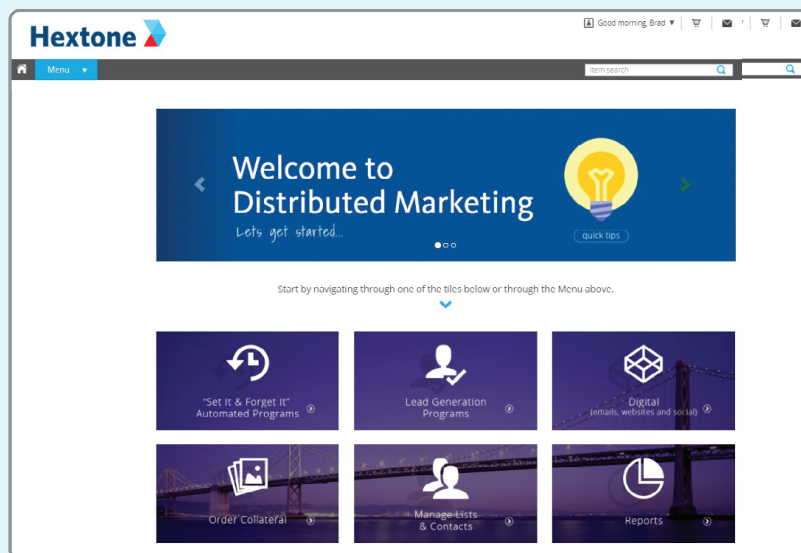 Hextone
Good morning, Brad
Menu
item search
Welcome to
Distributed Marketing
Lets get started...
quick tips
Start by navigating through one of the tiles below or through the Menu above.
"Set It & Forget It"
Automated Programs
Lead Generation
Programs
Digital
(emails, websites and social)
Order Collateral
Manage Lists
& Contacts
Reports